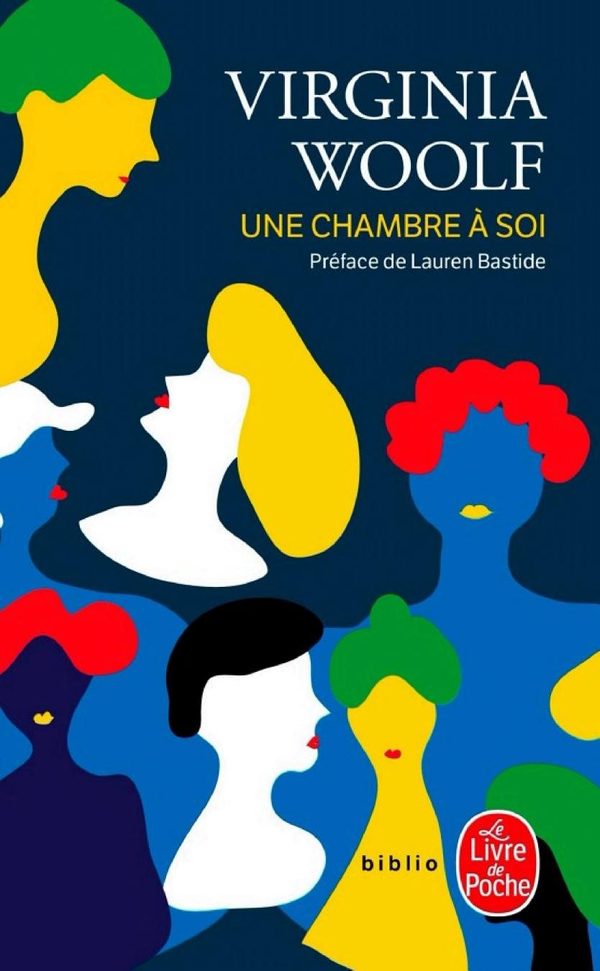 VIRGINIA
WOOLF
UNE CHAMBRE À SOI
Préface de Lauren Bastide
biblio
Le
Livre
de
Poche